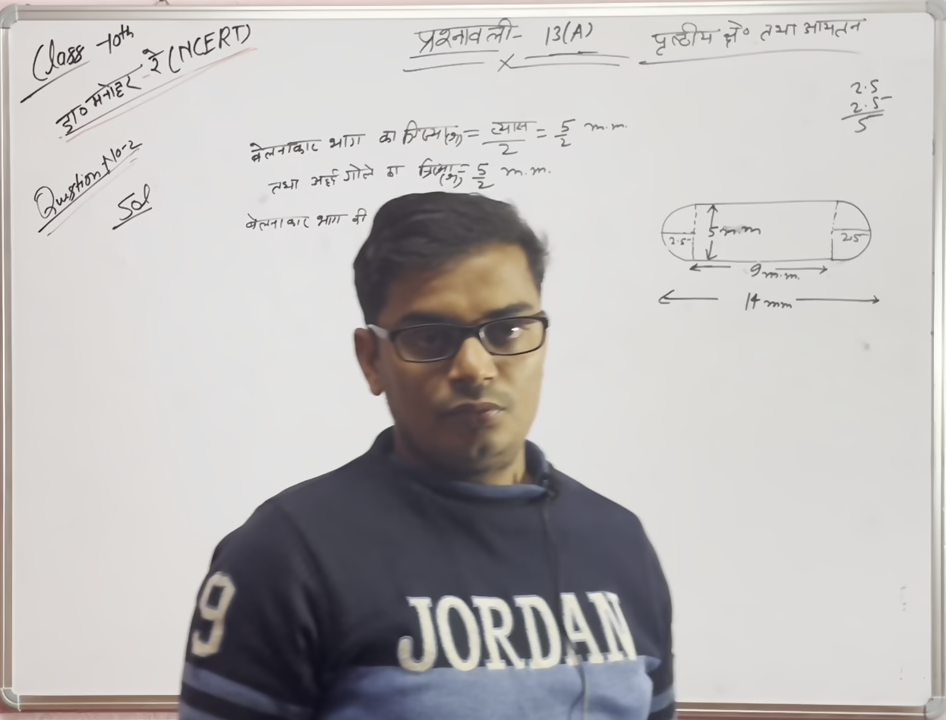 Class -10th
डा० मनोहर रे (NCERT)
प्रश्नावली- 13(A)
×
पृष्ठीय क्षे० तथा आयतन
2.5
2.5
5
Qustion No-2
Sol
बेलनाकार भाग का त्रिज्या(r) = व्यास/2 = 5/2 m.m.
तथा अर्द्ध गोले का त्रिज्या(r) = 5/2 m.m.
बेलनाकार भाग की
2.5 5 m.m 2.5
9 m.m.
14 mm
9
JORDAN